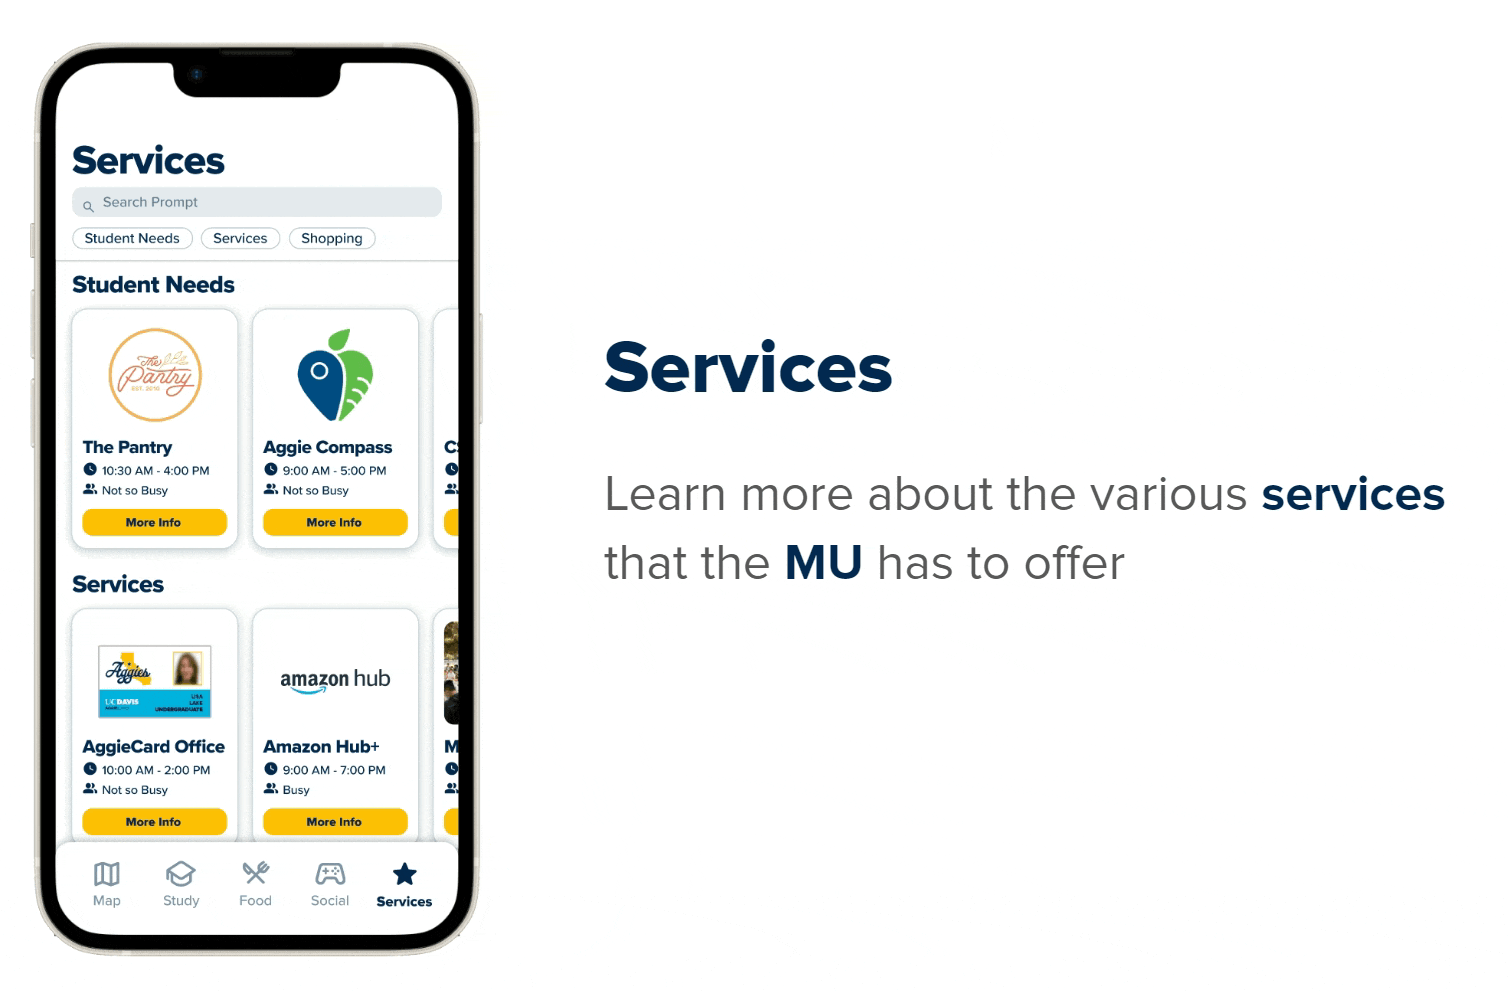 Services
Search Prompt
Student Needs Services Shopping
Student Needs
The
Pantry
EST. 2010
The Pantry
10:30 AM - 4:00 PM
Not so Busy
More Info
Aggie Compass
9:00 AM - 5:00 PM
Not so Busy
More Info
Services
Aggies
UCDAVIS
USA
LAKE
UNDERGRADUATE
AggieCard Office
10:00 AM - 2:00 PM
Not so Busy
More Info
amazon hub
Amazon Hub+
9:00 AM - 7:00 PM
Busy
More Info
Map Study Food Social Services
Services
Learn more about the various services
that the MU has to offer